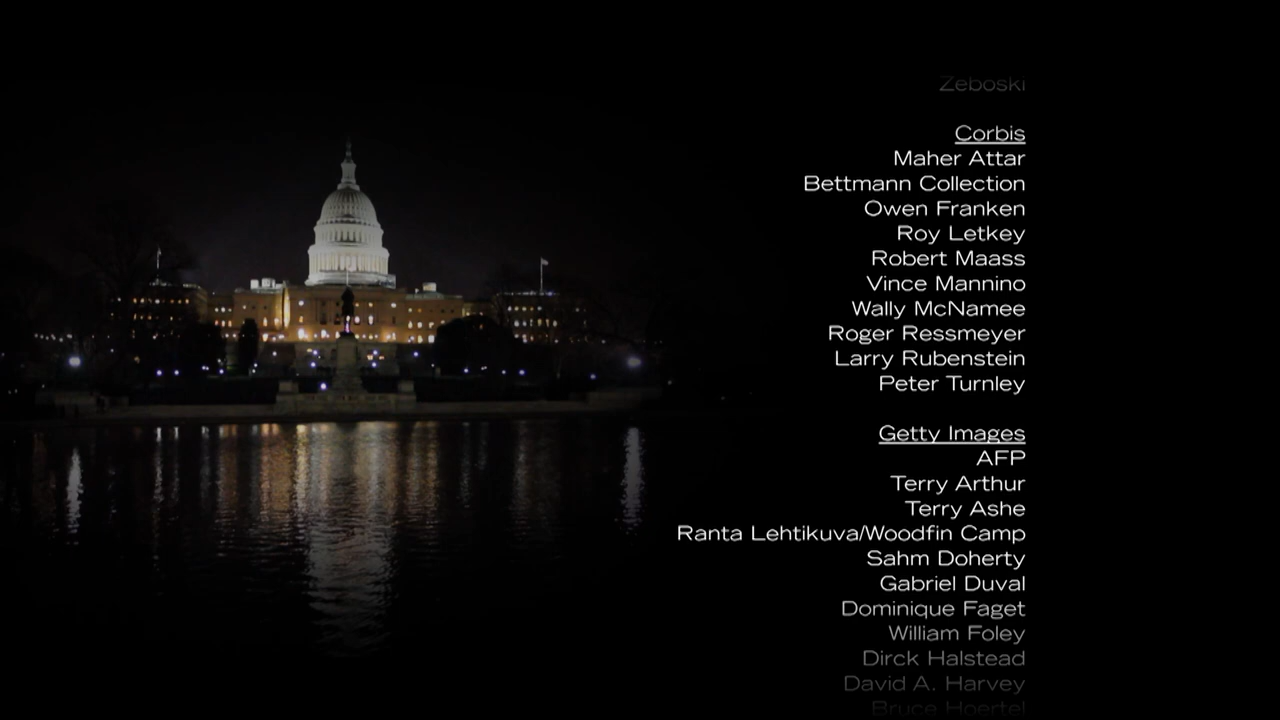 Zeboski
Corbis
Maher Attar
Bettmann Collection
Owen Franken
Roy Letkey
Robert Maass
Vince Mannino
Wally McNamee
Roger Ressmeyer
Larry Rubenstein
Peter Turnley
Getty Images
AFP
Terry Arthur
Terry Ashe
Ranta Lehtikuva/Woodfin Camp
Sahm Doherty
Gabriel Duval
Dominique Faget
William Foley
Dirck Halstead
David A. Harvey
Bruce Hoertel